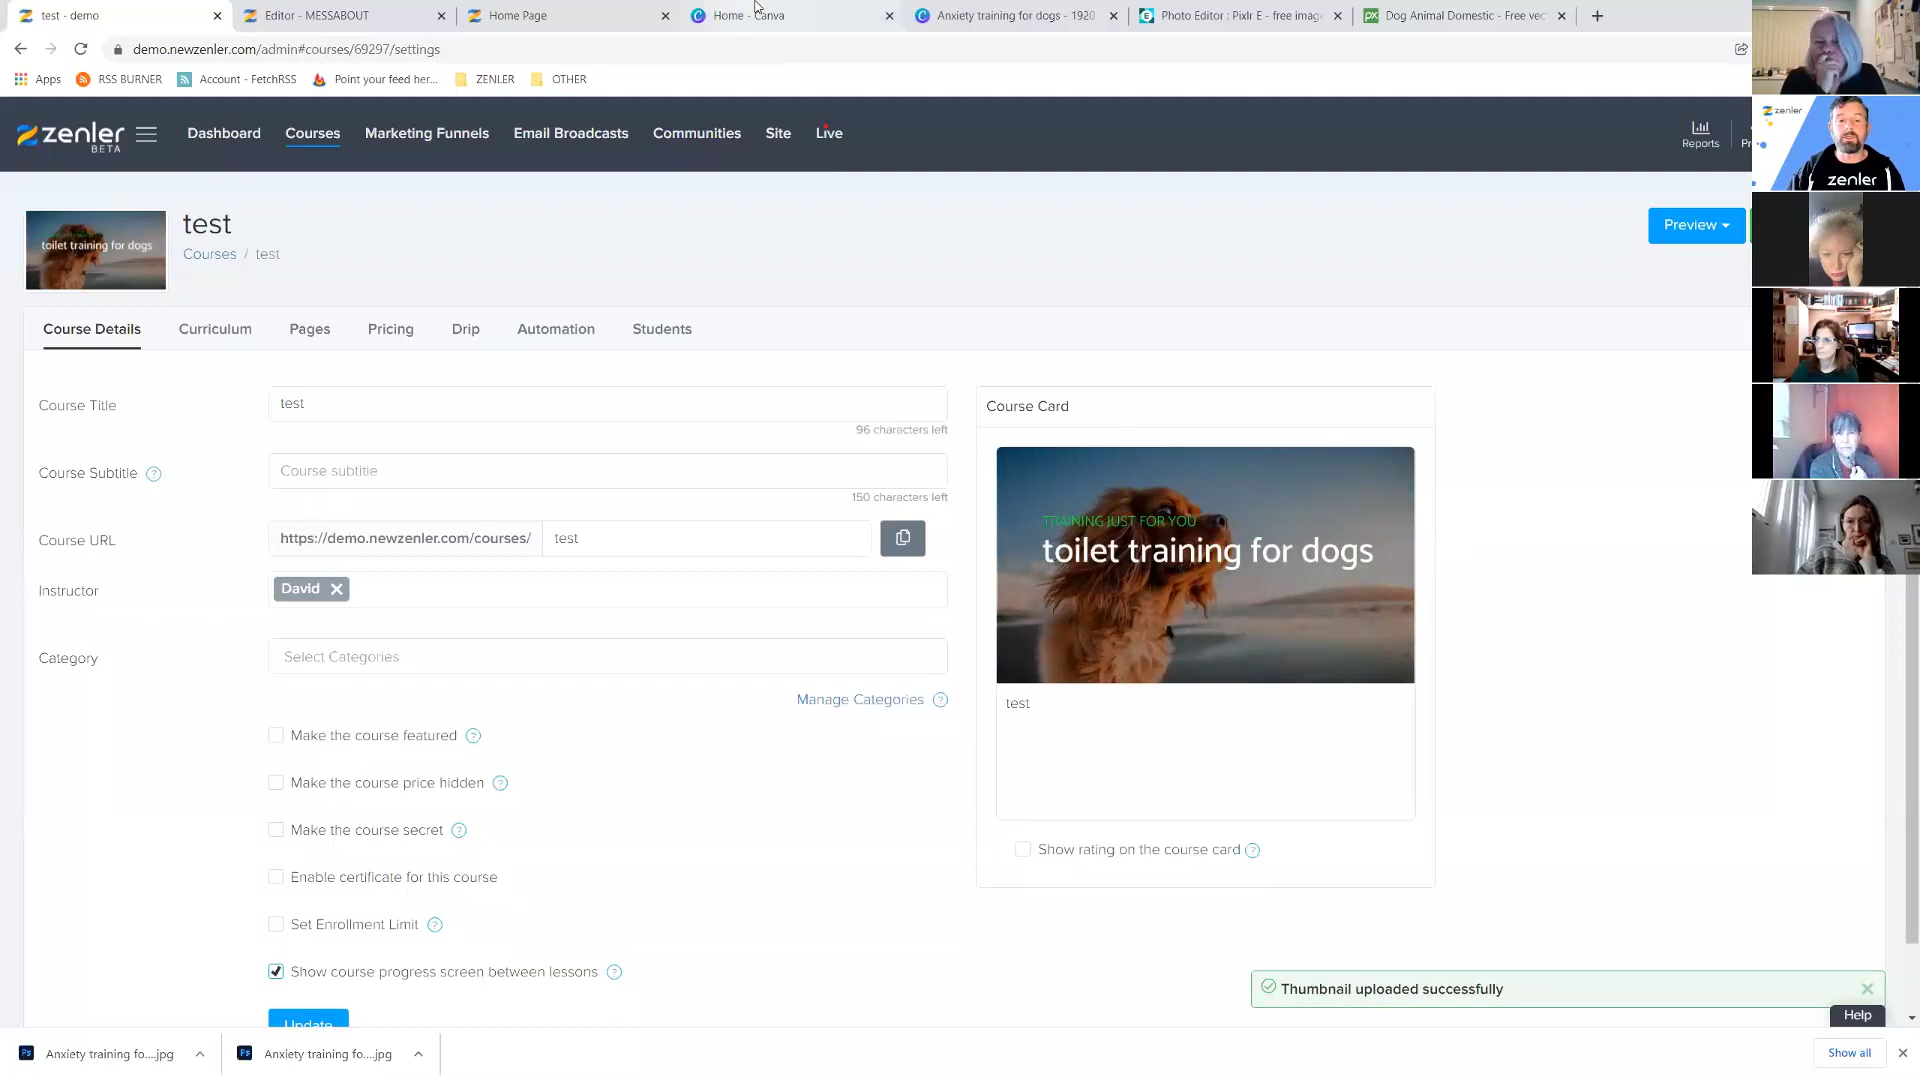 test - demo
Editor - MESSABOUT
Home Page
Home - Canva
Anxiety training for dogs - 1920
Photo Editor : Pixlr E - free imag
Dog Animal Domestic - Free vec
demo.newzenler.com/admin#courses/69297/settings
Apps
RSS BURNER
Account - FetchRSS
Point your feed her...
ZENLER
OTHER
zenler
BETA
Dashboard
Courses
Marketing Funnels
Email Broadcasts
Communities
Site
Live
Reports
zenler
zenler
toilet training for dogs
test
Courses / test
Preview
Course Details
Curriculum
Pages
Pricing
Drip
Automation
Students
Course Title
test
96 characters left
Course Subtitle ?
Course subtitle
150 characters left
Course URL
https://demo.newzenler.com/courses/
test
Instructor
David
Category
Select Categories
Manage Categories ?
Make the course featured ?
Make the course price hidden ?
Make the course secret ?
Enable certificate for this course
Set Enrollment Limit ?
Show course progress screen between lessons ?
Update
Course Card
TRAINING JUST FOR YOU
toilet training for dogs
test
Show rating on the course card ?
Thumbnail uploaded successfully
Help
Ps
Anxiety training fo....jpg
Ps
Anxiety training fo....jpg
Show all